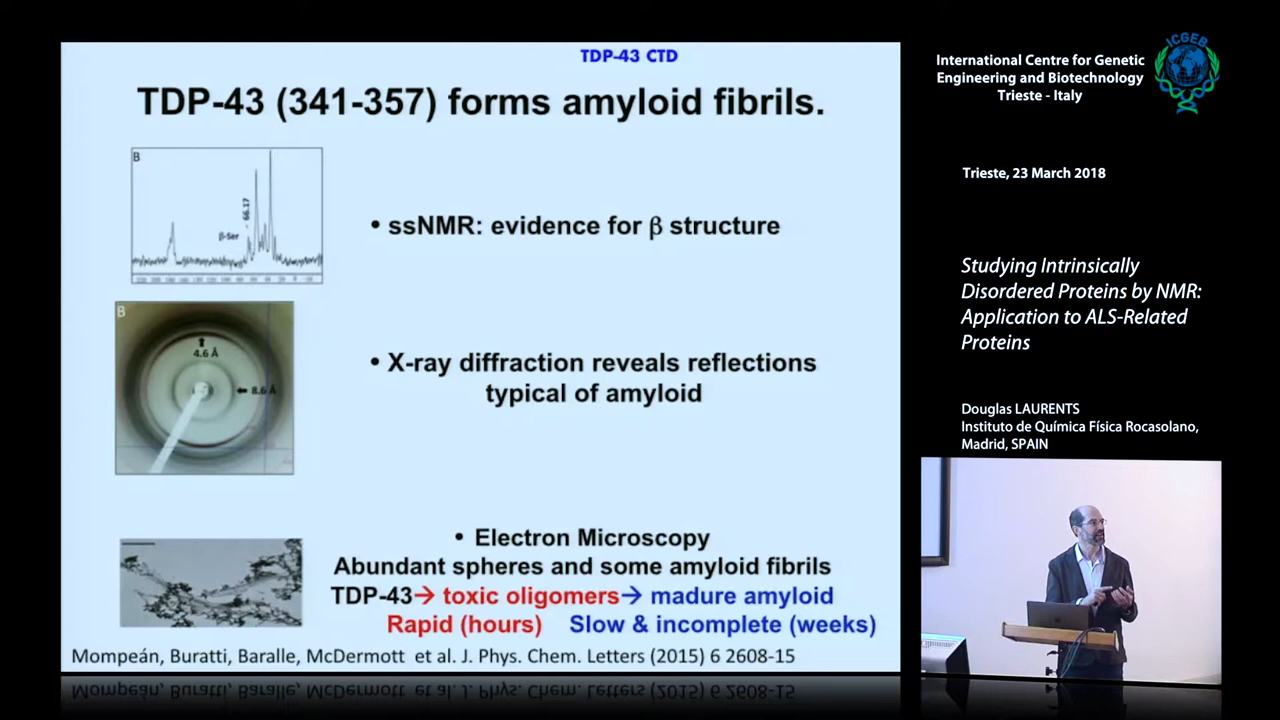 TDP-43 CTD
TDP-43 (341-357) forms amyloid fibrils.
B
66.17
β-Ser
• ssNMR: evidence for β structure
B
4.6 Å
8.6 Å
• X-ray diffraction reveals reflections
typical of amyloid
• Electron Microscopy
Abundant spheres and some amyloid fibrils
TDP-43→ toxic oligomers→ madure amyloid
Rapid (hours) Slow & incomplete (weeks)
Mompeán, Buratti, Baralle, McDermott et al. J. Phys. Chem. Letters (2015) 6 2608-15
International Centre for Genetic
Engineering and Biotechnology
Trieste - Italy
ICGEB
Trieste, 23 March 2018
Studying Intrinsically
Disordered Proteins by NMR:
Application to ALS-Related
Proteins
Douglas LAURENTS
Instituto de Química Física Rocasolano,
Madrid, SPAIN